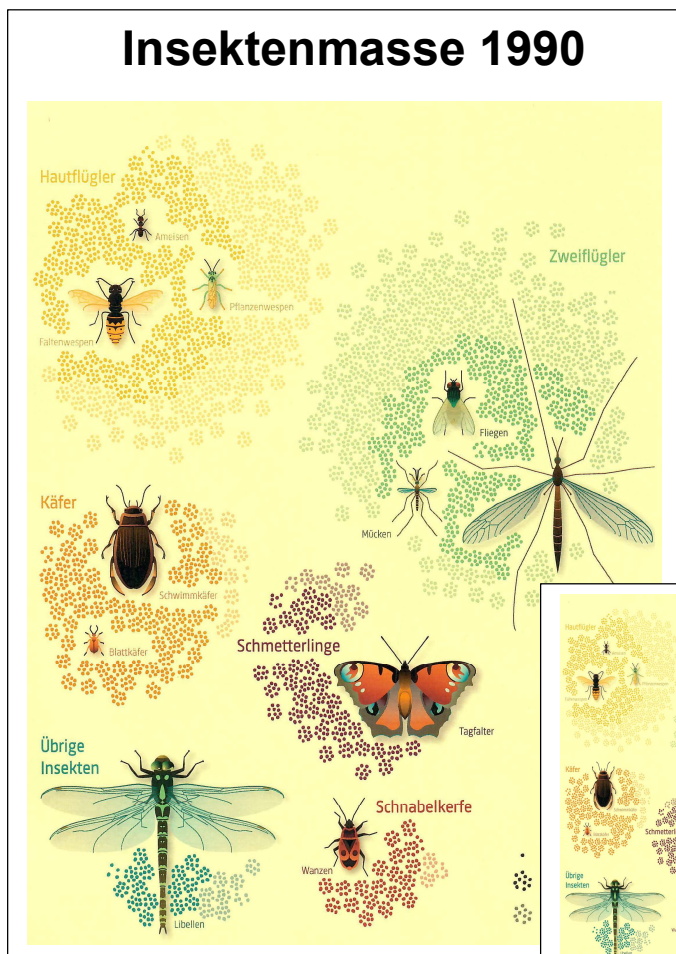 Insektenmasse 1990
Hautflügler
Ameisen
Pflanzenwespen
Faltenwespen
Zweiflügler
Fliegen
Mücken
Käfer
Schwimmkäfer
Blattkäfer
Schmetterlinge
Tagfalter
Übrige
Insekten
Libellen
Schnabelkerfe
Wanzen
Hautflügler
Käfer
Schmetterl
Übrige
Insekten